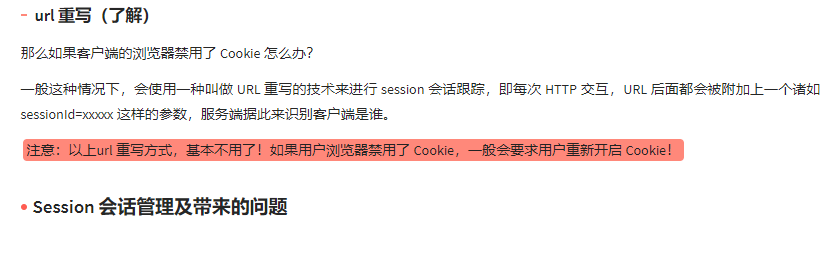 url 重写（了解）
那么如果客户端的浏览器禁用了 Cookie 怎么办？
一般这种情况下，会使用一种叫做 URL 重写的技术来进行 session 会话跟踪，即每次 HTTP 交互，URL 后面都会被附加上一个诸如
sessionId=xxxxx 这样的参数，服务端据此来识别客户端是谁。
注意：以上url 重写方式，基本不用了！如果用户浏览器禁用了 Cookie，一般会要求用户重新开启 Cookie！
Session 会话管理及带来的问题